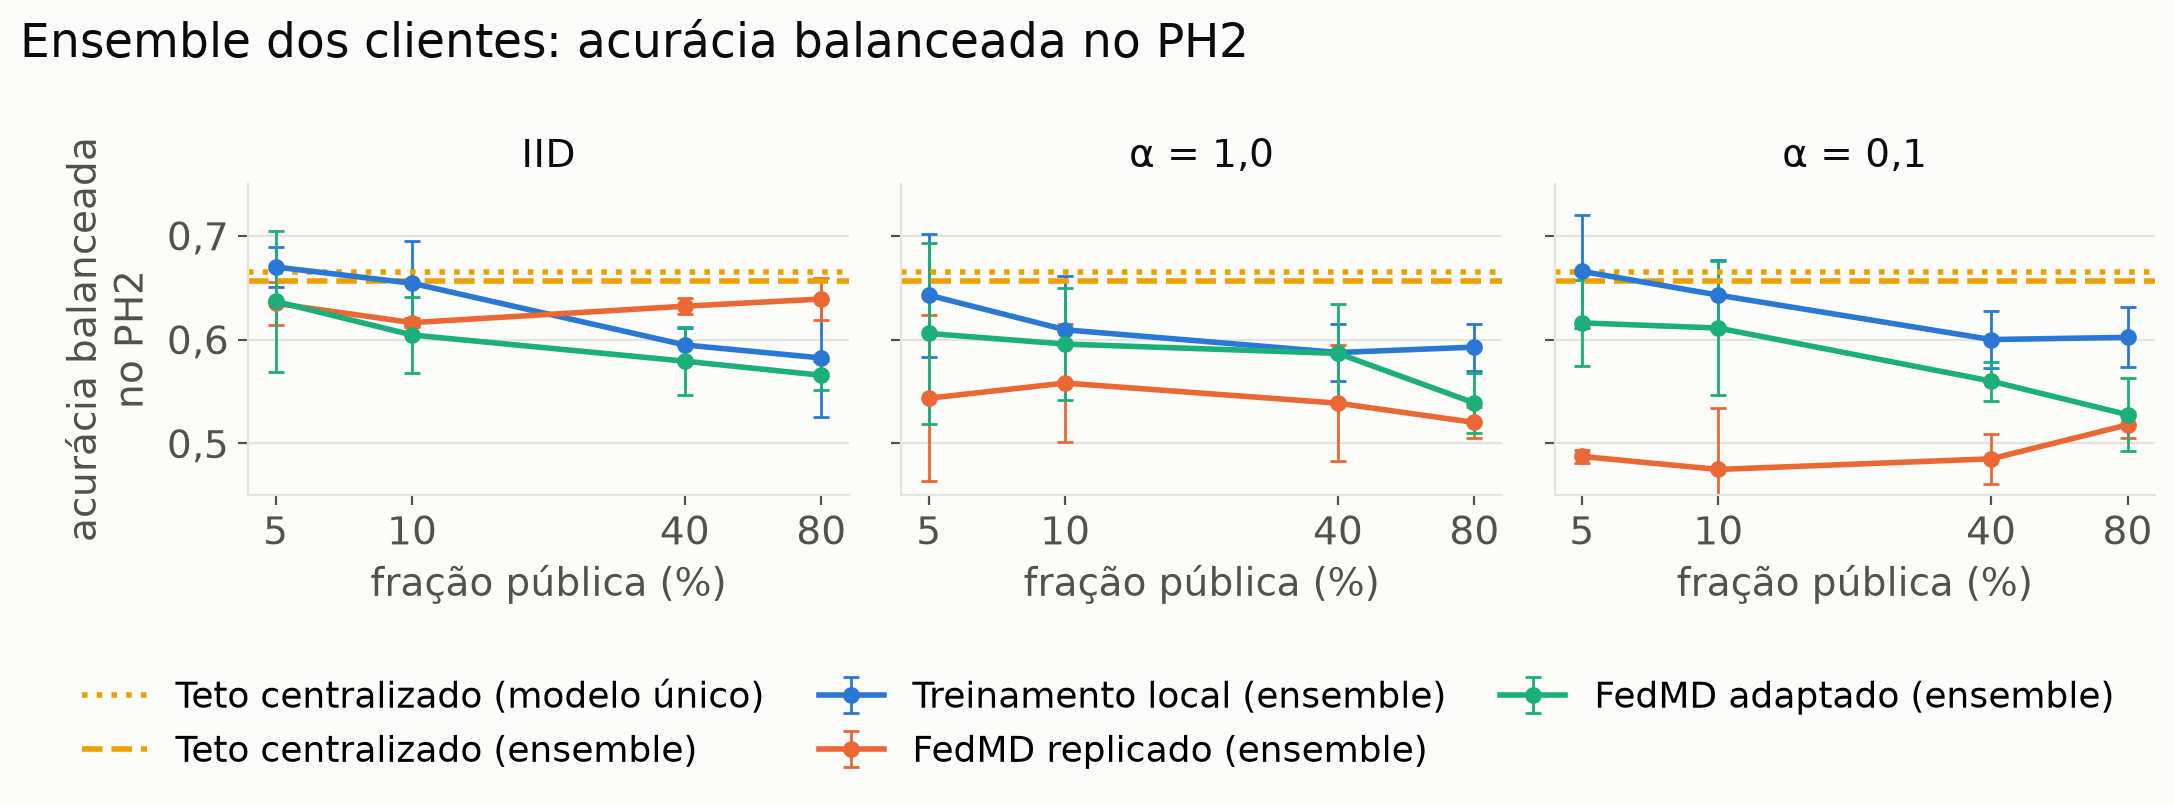 Ensemble dos clientes: acurácia balanceada no PH2
IID
α = 1,0
α = 0,1
acurácia balanceada
no PH2
0,7
0,6
0,5
5 10 40 80
5 10 40 80
5 10 40 80
fração pública (%)
fração pública (%)
fração pública (%)
Teto centralizado (modelo único)
Teto centralizado (ensemble)
Treinamento local (ensemble)
FedMD replicado (ensemble)
FedMD adaptado (ensemble)